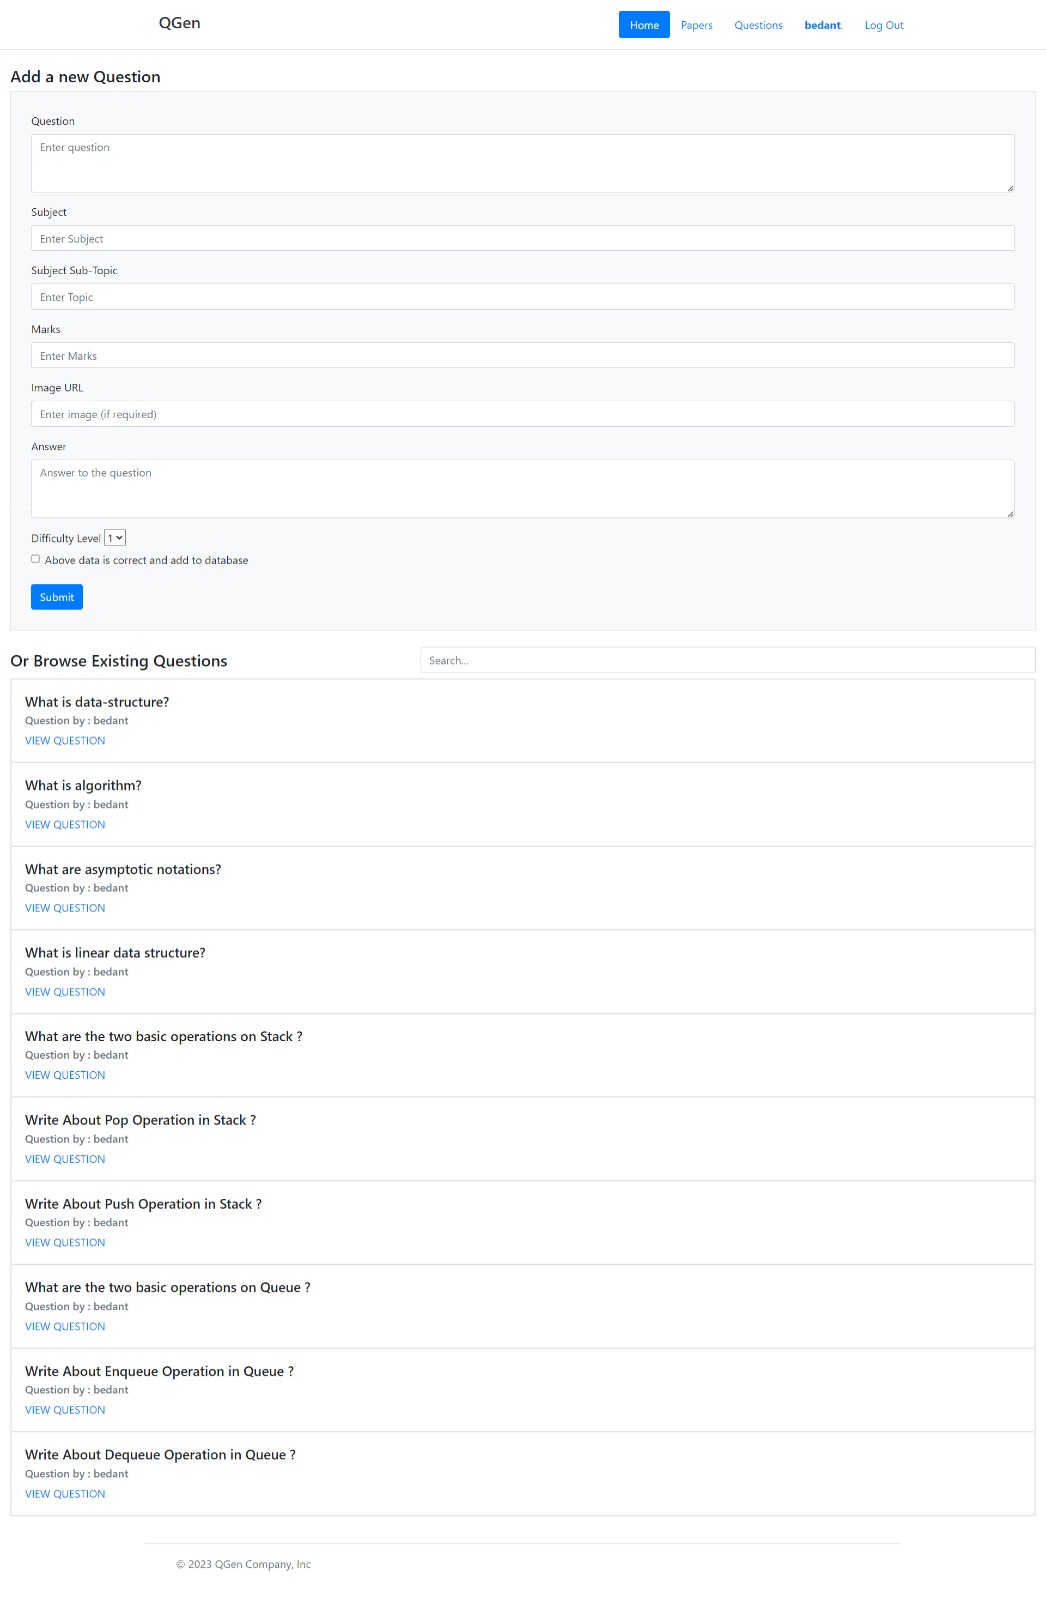 QGen
Home Papers Questions bedant Log Out
Add a new Question
Question
Enter question
Subject
Enter Subject
Subject Sub-Topic
Enter Topic
Marks
Enter Marks
Image URL
Enter image (if required)
Answer
Answer to the question
Difficulty Level 1
Above data is correct and add to database
Submit
Or Browse Existing Questions
Search...
What is data-structure?
Question by : bedant
VIEW QUESTION
What is algorithm?
Question by : bedant
VIEW QUESTION
What are asymptotic notations?
Question by : bedant
VIEW QUESTION
What is linear data structure?
Question by : bedant
VIEW QUESTION
What are the two basic operations on Stack ?
Question by : bedant
VIEW QUESTION
Write About Pop Operation in Stack ?
Question by : bedant
VIEW QUESTION
Write About Push Operation in Stack ?
Question by : bedant
VIEW QUESTION
What are the two basic operations on Queue ?
Question by : bedant
VIEW QUESTION
Write About Enqueue Operation in Queue ?
Question by : bedant
VIEW QUESTION
Write About Dequeue Operation in Queue ?
Question by : bedant
VIEW QUESTION
© 2023 QGen Company, Inc